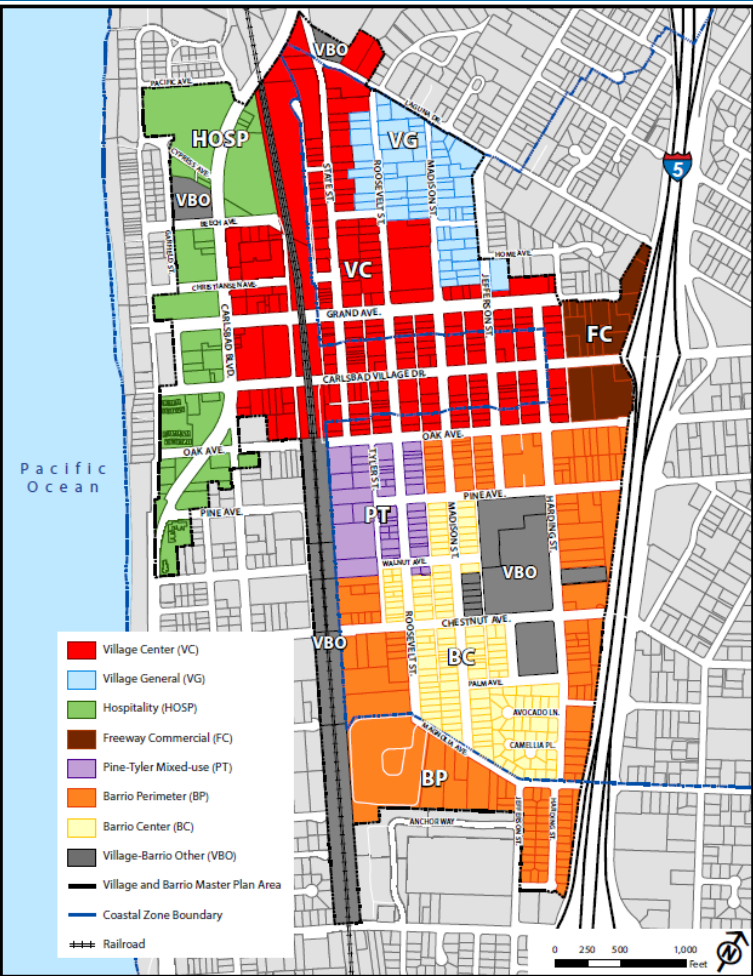 VBO
PACIFIC AVE.
LAGUNA DR.
HOSP
VG
CYPRESS AVE.
STATE ST.
ROOSEVELT ST.
MADISON ST.
5
VBO
BEECH AVE.
GARFIELD ST.
HOME AVE.
VC
CHRISTIANSEN AVE.
JEFFERSON ST.
CARLSBAD BLVD.
GRAND AVE.
FC
CARLSBAD VILLAGE DR.
OAK AVE.
OAK AVE.
TYLER ST.
Pacific
Ocean
PINE AVE.
PINE AVE.
PT
MADISON ST.
HARDING ST.
WALNUT AVE.
VBO
CHESTNUT AVE.
ROOSEVELT ST.
VBO
BC
PALM AVE.
AVOCADO LN.
MAGNOLIA AVE.
CAMELLIA PL.
BP
JEFFERSON ST.
HARDING ST.
ANCHOR WAY
Village Center (VC)
Village General (VG)
Hospitality (HOSP)
Freeway Commercial (FC)
Pine-Tyler Mixed-use (PT)
Barrio Perimeter (BP)
Barrio Center (BC)
Village-Barrio Other (VBO)
Village and Barrio Master Plan Area
Coastal Zone Boundary
Railroad
0 250 500 1,000
Feet
N